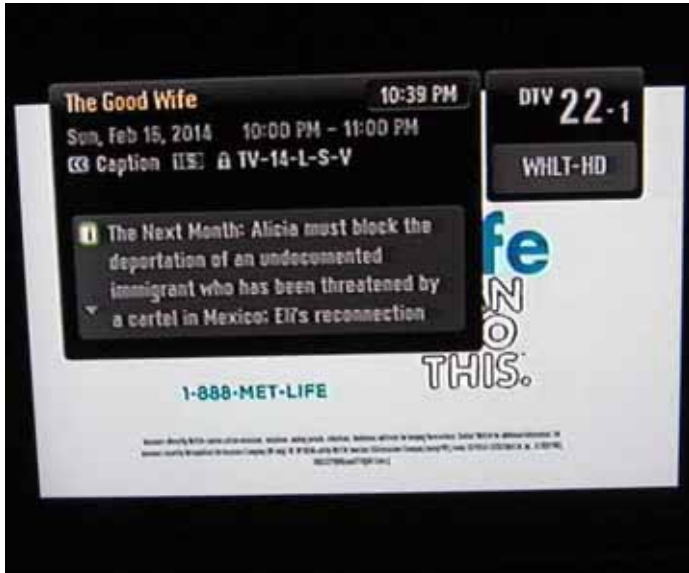 The Good Wife
10:39 PM
Sun, Feb 16, 2014 10:00 PM - 11:00 PM
CC Caption TV-14-L-S-V
i The Next Month: Alicia must block the
deportation of an undocumented
immigrant who has been threatened by
a cartel in Mexico; Eli's reconnection
DTV 22-1
WHLT-HD
fe
THIS.
1-888-MET-LIFE